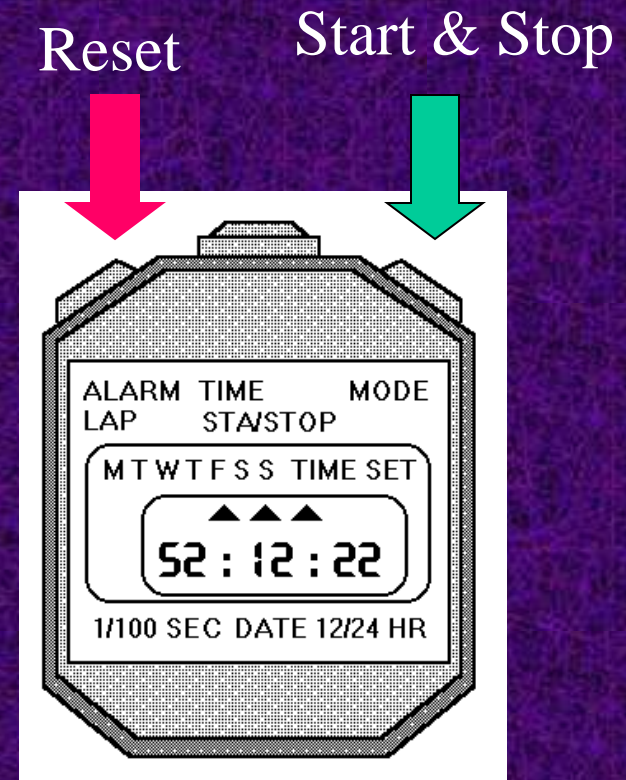 Reset
Start & Stop
ALARM TIME MODE
LAP STA/STOP
M T W T F S S TIME SET
52 : 12 : 22
1/100 SEC DATE 12/24 HR